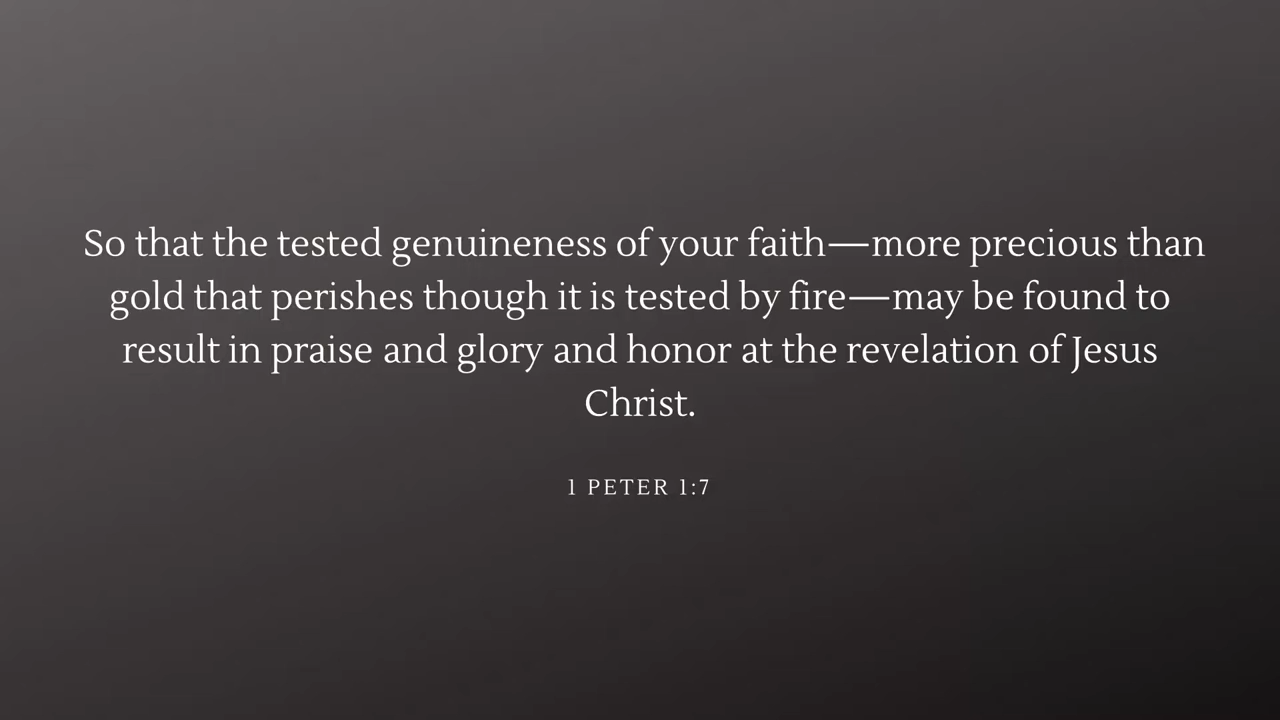 So that the tested genuineness of your faith—more precious than
gold that perishes though it is tested by fire—may be found to
result in praise and glory and honor at the revelation of Jesus
Christ.
1 PETER 1:7